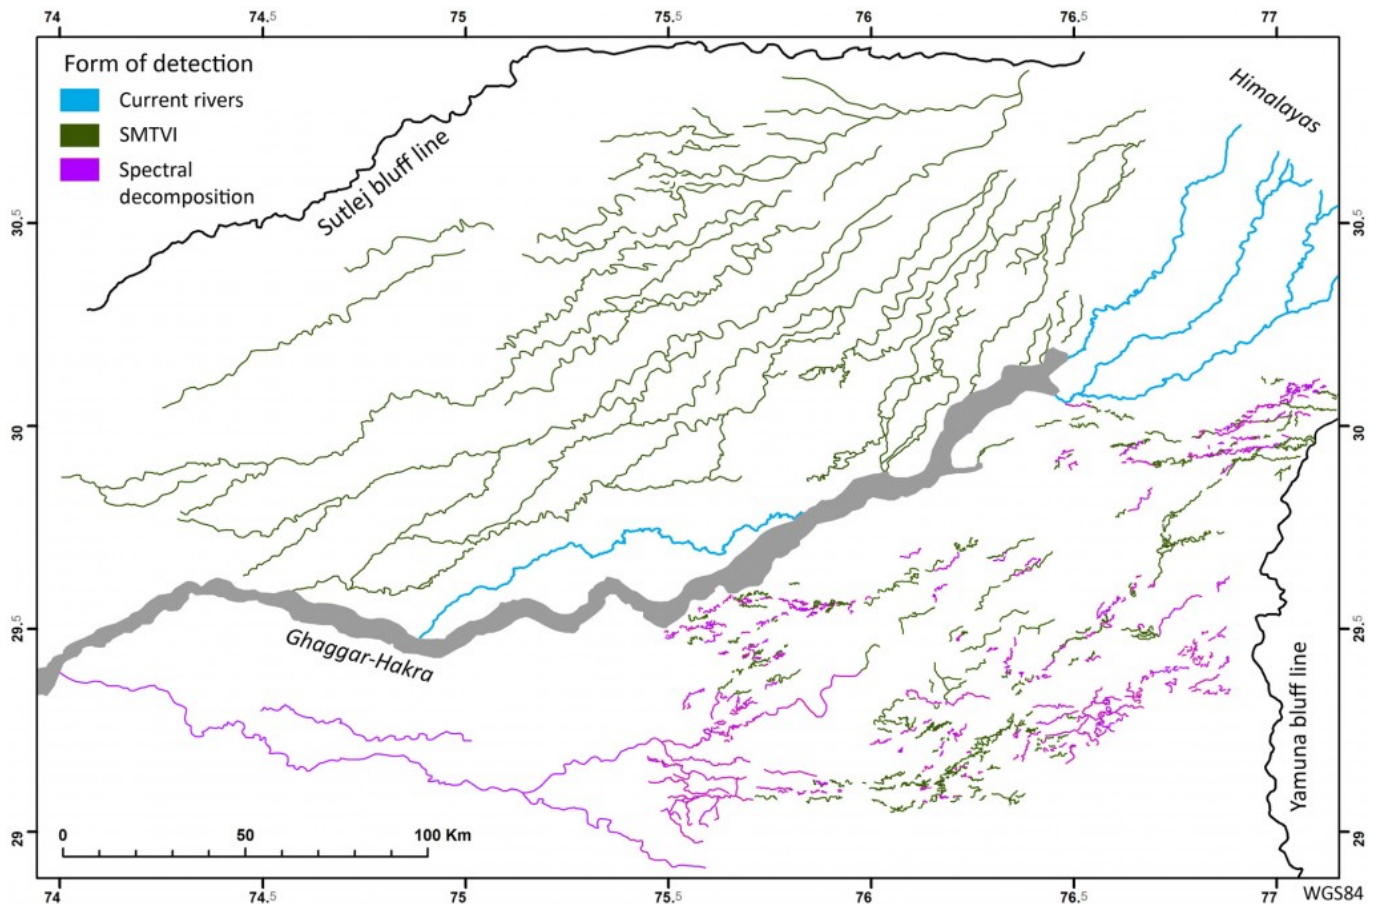 74 74.5 75 75.5 76 76.5 77
Form of detection
Current rivers
SMTVI
Spectral
decomposition
Himalayas
Sutlej bluff line
30.5 30.5
30 30
29.5 29.5
Ghaggar-Hakra
Yamuna bluff line
29 29
0 50 100 Km
74 74.5 75 75.5 76 76.5 77
WGS84